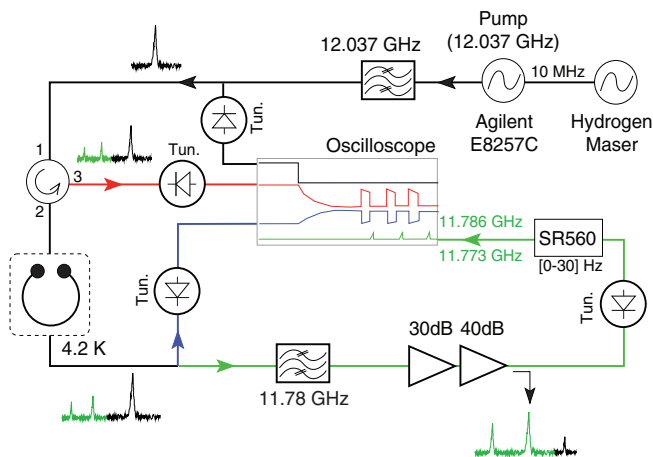 Pump
(12.037 GHz)
12.037 GHz
10 MHz
Agilent
E8257C
Hydrogen
Maser
Tun.
Tun.
Oscilloscope
1
3
2
11.786 GHz
11.773 GHz
SR560
[0-30] Hz
Tun.
Tun.
4.2 K
30dB
40dB
11.78 GHz